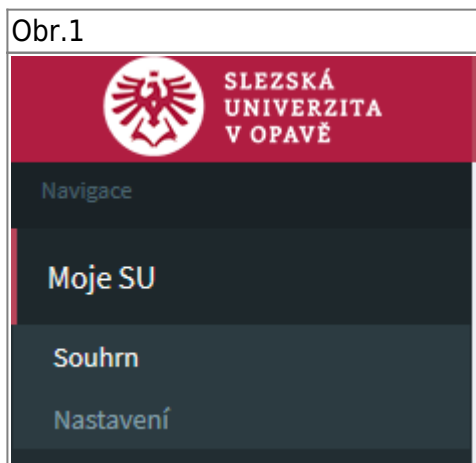 Obr.1
SLEZSKÁ
UNIVERZITA
V OPAVĚ
Navigace
Moje SU
Souhrn
Nastavení